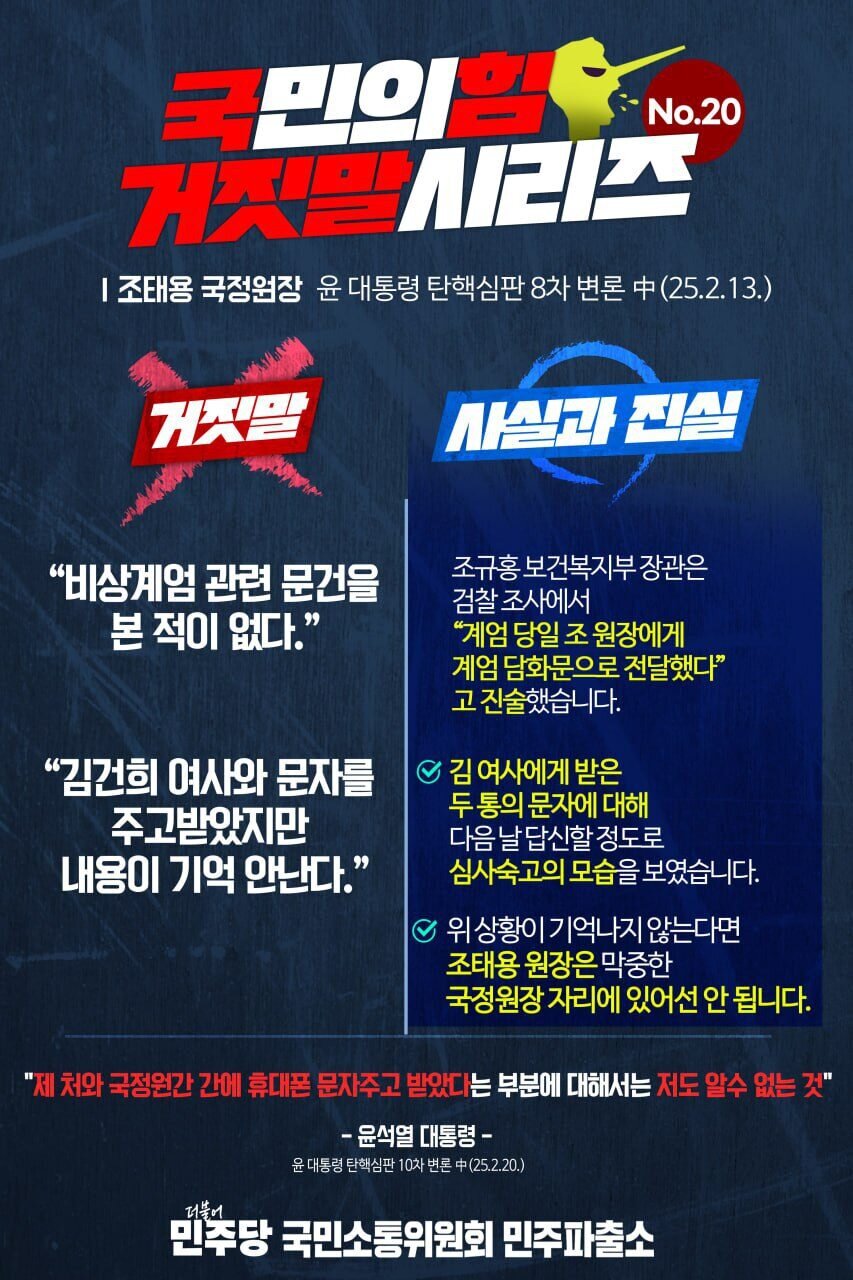 국민의힘
거짓말시리즈
No.20
| 조태용 국정원장 윤 대통령 탄핵심판 8차 변론 中 (25.2.13.)
거짓말
“비상계엄 관련 문건을
본 적이 없다.”
“김건희 여사와 문자를
주고받았지만
내용이 기억 안난다.”
사실과 진실
조규홍 보건복지부 장관은
검찰 조사에서
“계엄 당일 조 원장에게
계엄 담화문으로 전달했다”
고 진술했습니다.
김 여사에게 받은
두 통의 문자에 대해
다음 날 답신할 정도로
심사숙고의 모습을 보였습니다.
위 상황이 기억나지 않는다면
조태용 원장은 막중한
국정원장 자리에 있어선 안 됩니다.
"제 처와 국정원간 간에 휴대폰 문자주고 받았다는 부분에 대해서는 저도 알수 없는 것"
- 윤석열 대통령 -
윤 대통령 탄핵심판 10차 변론 中 (25.2.20.)
더불어
민주당 국민소통위원회 민주파출소